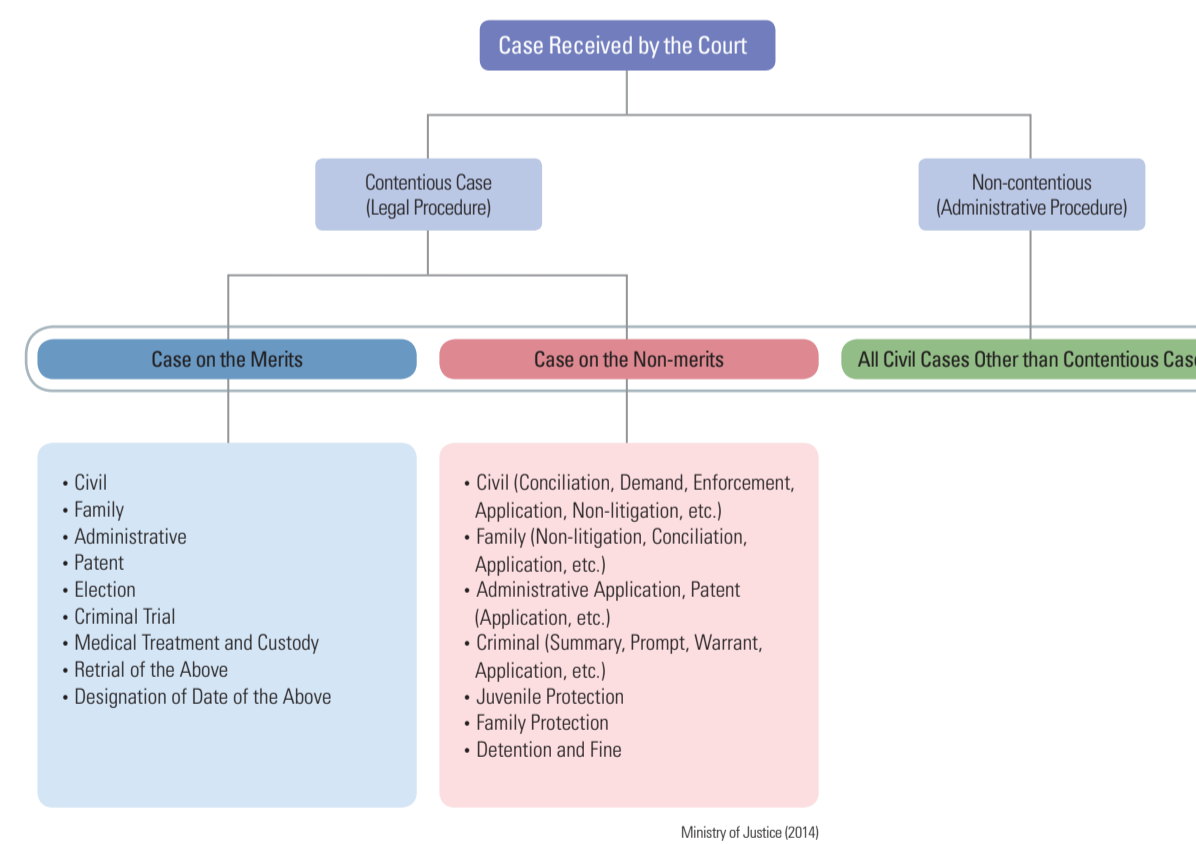 Case Received by the Court
Contentious Case
(Legal Procedure)
Non-contentious
(Administrative Procedure)
Case on the Merits
Case on the Non-merits
All Civil Cases Other than Contentious Cas
• Civil
• Family
• Administrative
• Patent
• Election
• Criminal Trial
• Medical Treatment and Custody
• Retrial of the Above
• Designation of Date of the Above
• Civil (Conciliation, Demand, Enforcement,
Application, Non-litigation, etc.)
• Family (Non-litigation, Conciliation,
Application, etc.)
• Administrative Application, Patent
(Application, etc.)
• Criminal (Summary, Prompt, Warrant,
Application, etc.)
• Juvenile Protection
• Family Protection
• Detention and Fine
Ministry of Justice (2014)